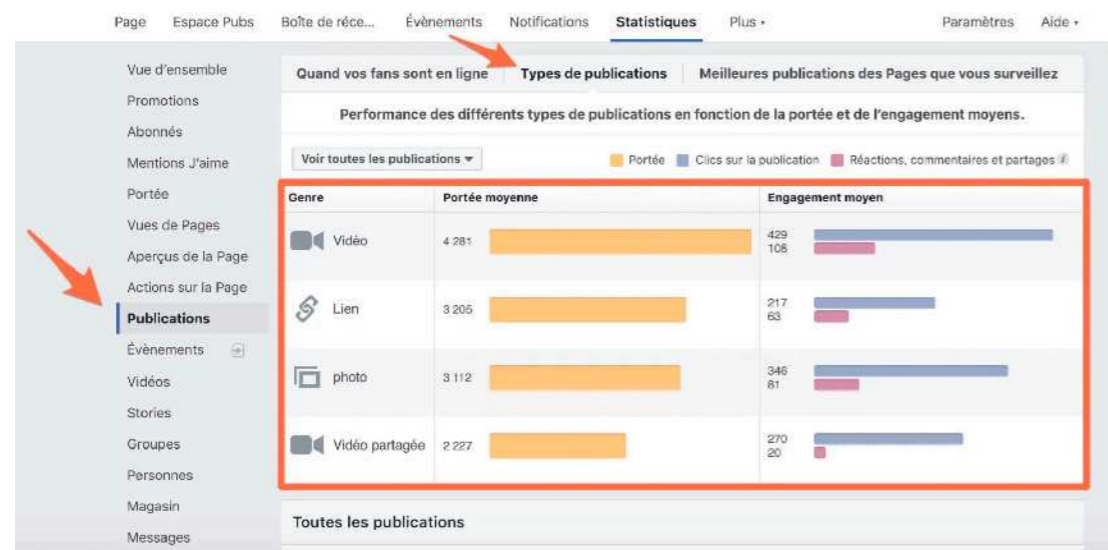 Page Espace Pubs Boîte de réce... Évènements Notifications Statistiques Plus Paramètres Aide
Vue d'ensemble
Promotions
Abonnés
Mentions J'aime
Portée
Vues de Pages
Aperçus de la Page
Actions sur la Page
Publications
Évènements
Vidéos
Stories
Groupes
Personnes
Magasin
Messages
Quand vos fans sont en ligne Types de publications Meilleures publications des Pages que vous surveillez
Performance des différents types de publications en fonction de la portée et de l'engagement moyens.
Voir toutes les publications Portée Clics sur la publication Réactions, commentaires et partages i
Genre Portée moyenne Engagement moyen
Vidéo 4 281 429
108
Lien 3 205 217
63
photo 3 112 346
81
Vidéo partagée 2 227 270
20
Toutes les publications